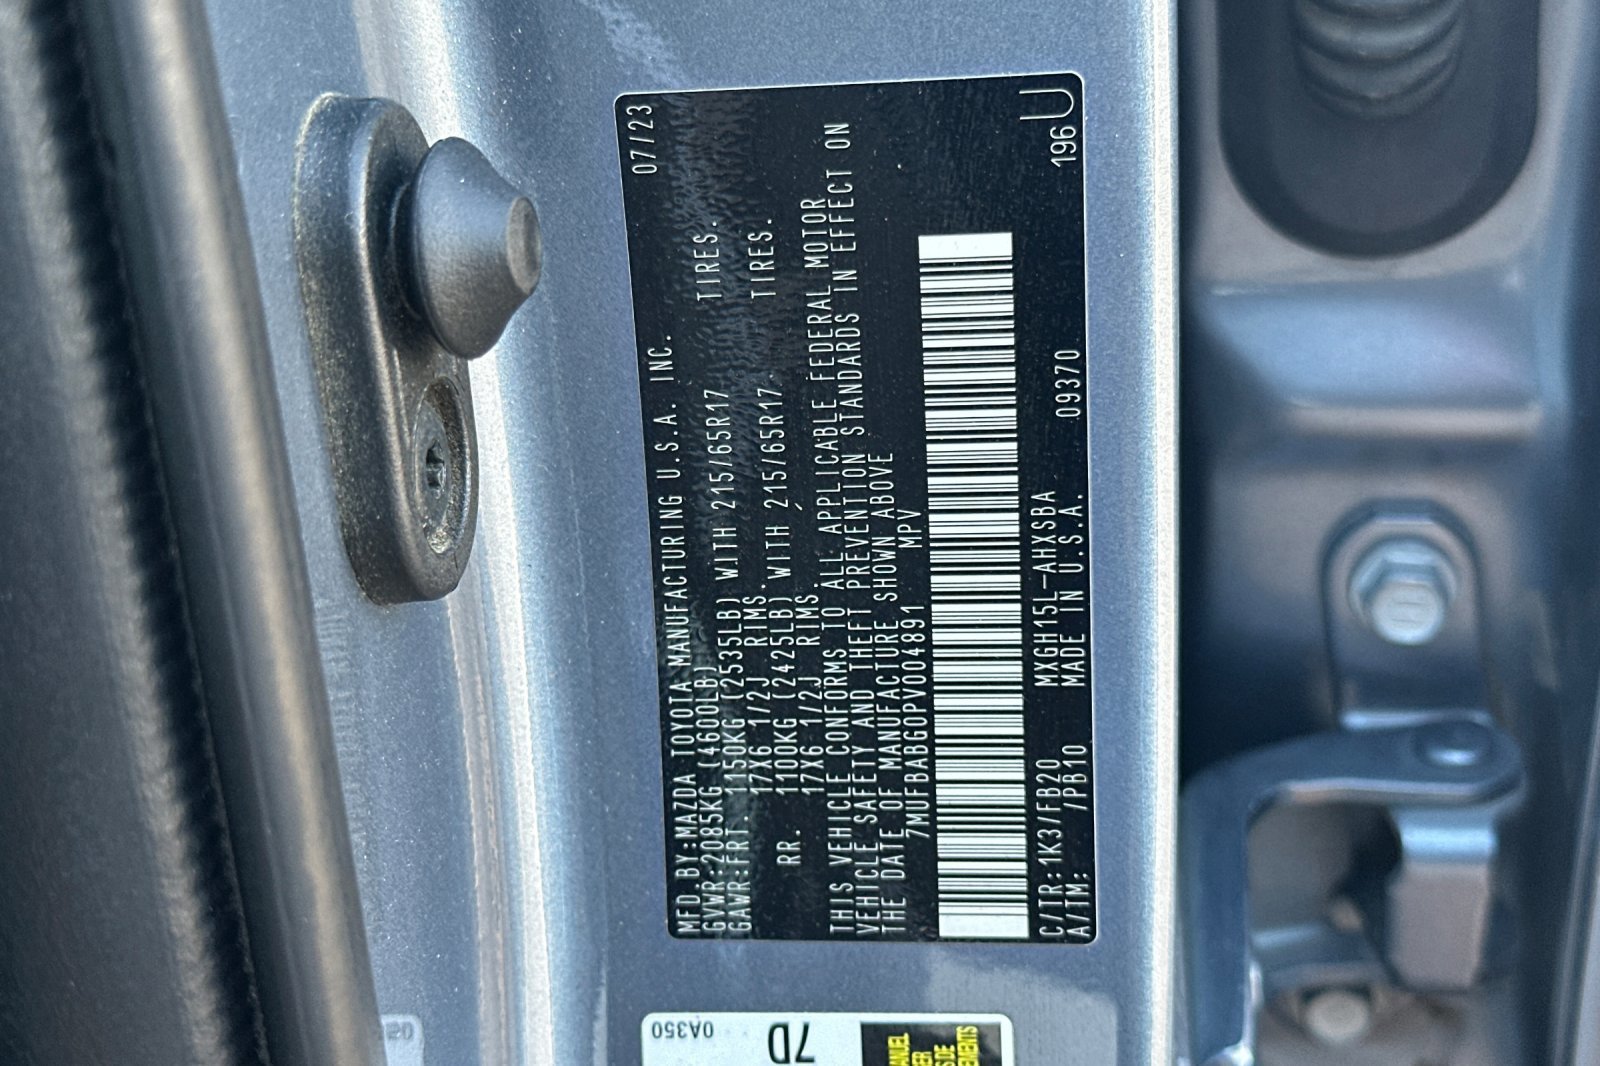 MFD.BY:MAZDA TOYOTA MANUFACTURING U.S.A. INC. 07/23
GVWR:2085KG(4600LB)
GAWR:FRT. 1150KG (2535LB) WITH 215/65R17 TIRES.
17X6 1/2J RIMS.
RR. 1100KG (2425LB) WITH 215/65R17 TIRES.
17X6 1/2J RIMS.
THIS VEHICLE CONFORMS TO ALL APPLICABLE FEDERAL MOTOR
VEHICLE SAFETY AND THEFT PREVENTION STANDARDS IN EFFECT ON
THE DATE OF MANUFACTURE SHOWN ABOVE
7MUFBABG0PV004891 MPV
C/TR:1K3/FB20 MXGH15L-AHXSBA 196U
A/TM: /PB10 MADE IN U.S.A. 09370
0A350
7D